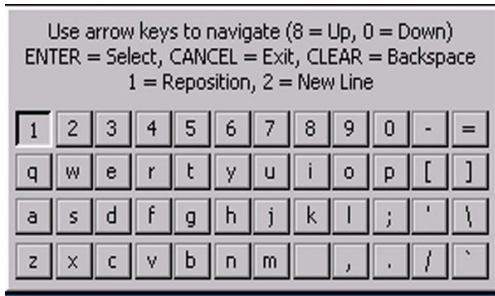 Use arrow keys to navigate (8 = Up, 0 = Down)
ENTER = Select, CANCEL = Exit, CLEAR = Backspace
1 = Reposition, 2 = New Line
1 2 3 4 5 6 7 8 9 0 - =
q w e r t y u i o p [ ]
a s d f g h j k l ; ' \
z x c v b n m , . / `